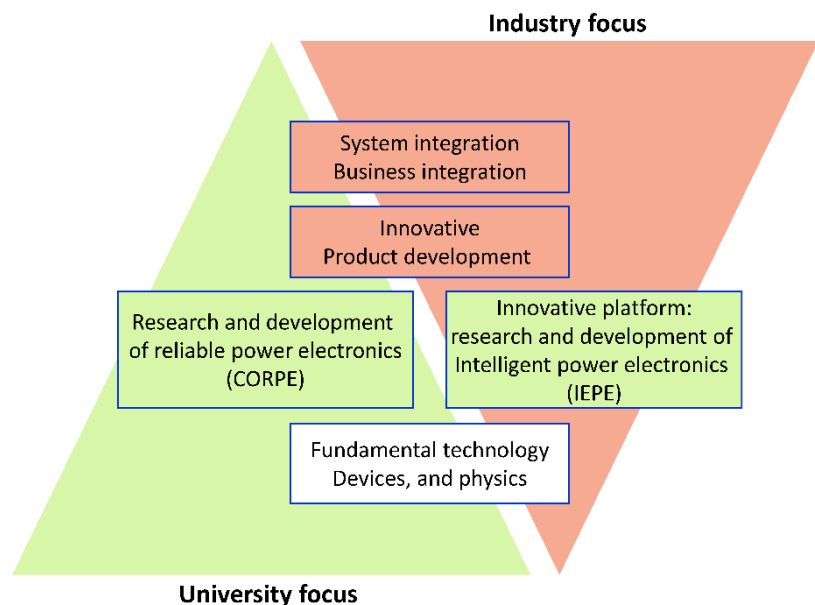 Industry focus
System integration
Business integration
Innovative
Product development
Research and development
of reliable power electronics
(CORPE)
Innovative platform:
research and development of
Intelligent power electronics
(IEPE)
Fundamental technology
Devices, and physics
University focus